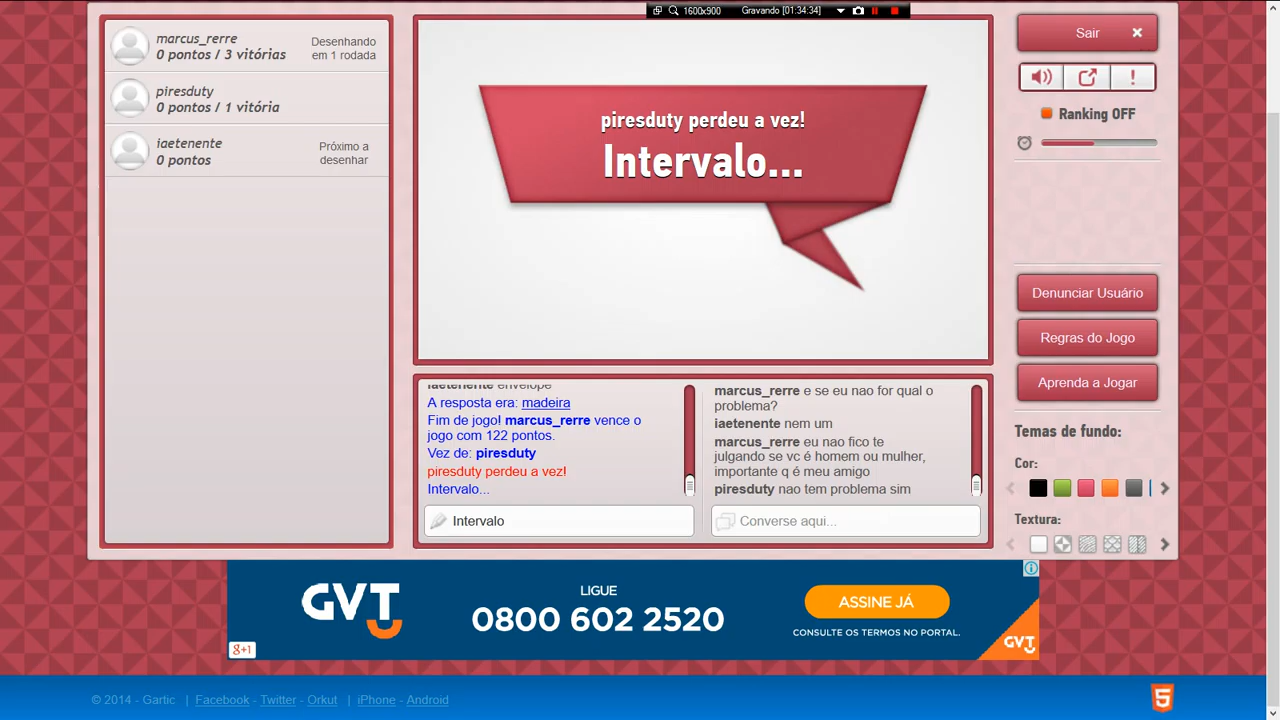 1600x900
Gravando [01:34:34]
marcus_rerre
0 pontos / 3 vitórias
Desenhando
em 1 rodada
piresduty
0 pontos / 1 vitória
iaetenente
0 pontos
Próximo a
desenhar
piresduty perdeu a vez!
Intervalo...
Sair
!
Ranking OFF
Denunciar Usuário
Regras do Jogo
Aprenda a Jogar
Temas de fundo:
Cor:
Textura:
iaetenente envelope
A resposta era: madeira
Fim de jogo! marcus_rerre vence o
jogo com 122 pontos.
Vez de: piresduty
piresduty perdeu a vez!
Intervalo...
Intervalo
marcus_rerre e se eu nao for qual o
problema?
iaetenente nem um
marcus_rerre eu nao fico te
julgando se vc é homem ou mulher,
importante q é meu amigo
piresduty nao tem problema sim
Converse aqui...
GVT
LIGUE
0800 602 2520
ASSINE JÁ
CONSULTE OS TERMOS NO PORTAL.
GVT
g+1
© 2014 - Gartic | Facebook - Twitter - Orkut | iPhone - Android
5